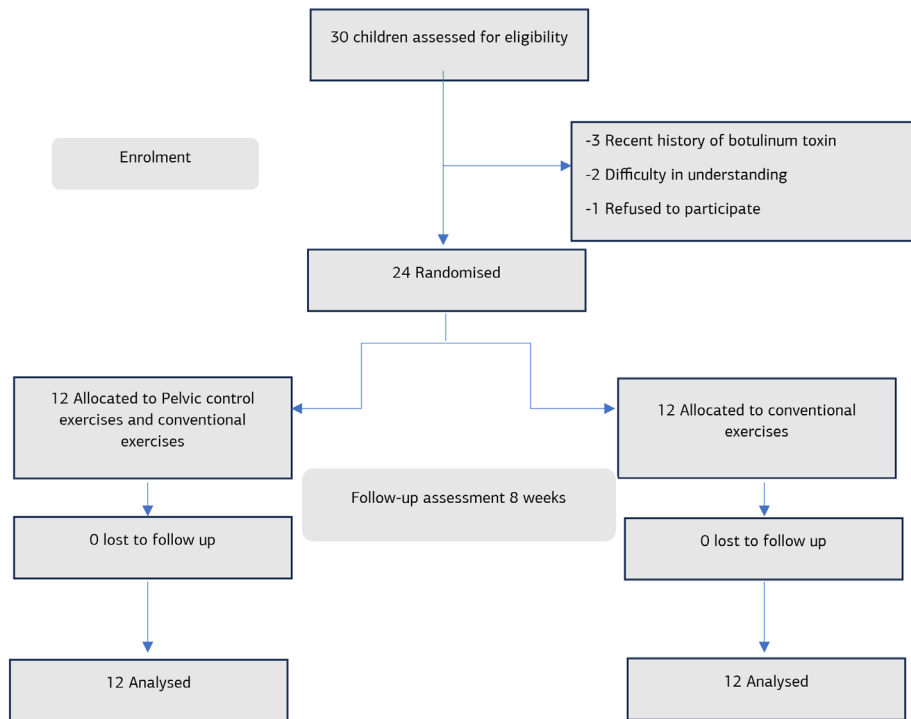 30 children assessed for eligibility
Enrolment
-3 Recent history of botulinum toxin
-2 Difficulty in understanding
-1 Refused to participate
24 Randomised
12 Allocated to Pelvic control
exercises and conventional
exercises
12 Allocated to conventional
exercises
Follow-up assessment 8 weeks
0 lost to follow up
0 lost to follow up
12 Analysed
12 Analysed